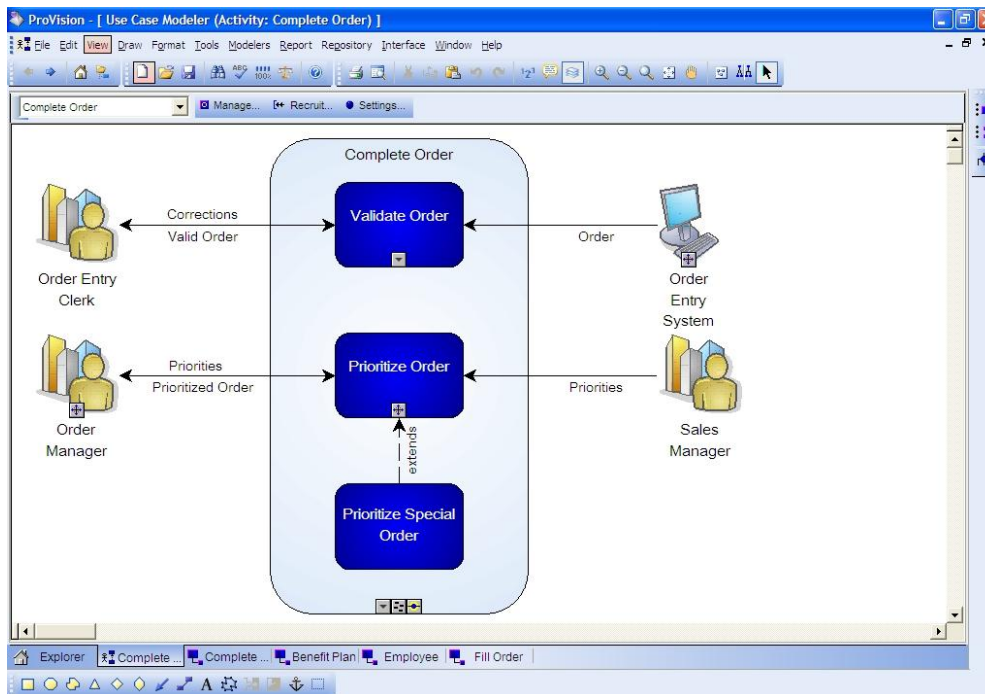 ProVision - [ Use Case Modeler (Activity: Complete Order) ]
File Edit View Draw Format Tools Modelers Report Repository Interface Window Help
ABC
100%
123
Complete Order
Manage... Recruit... Settings...
Complete Order
Validate Order
Corrections
Valid Order
Order
Order Entry
Clerk
Order
Entry
System
Prioritize Order
Priorities
Prioritized Order
Priorities
Order
Manager
Sales
Manager
extends
Prioritize Special
Order
Explorer Complete ... Complete ... Benefit Plan Employee Fill Order
A